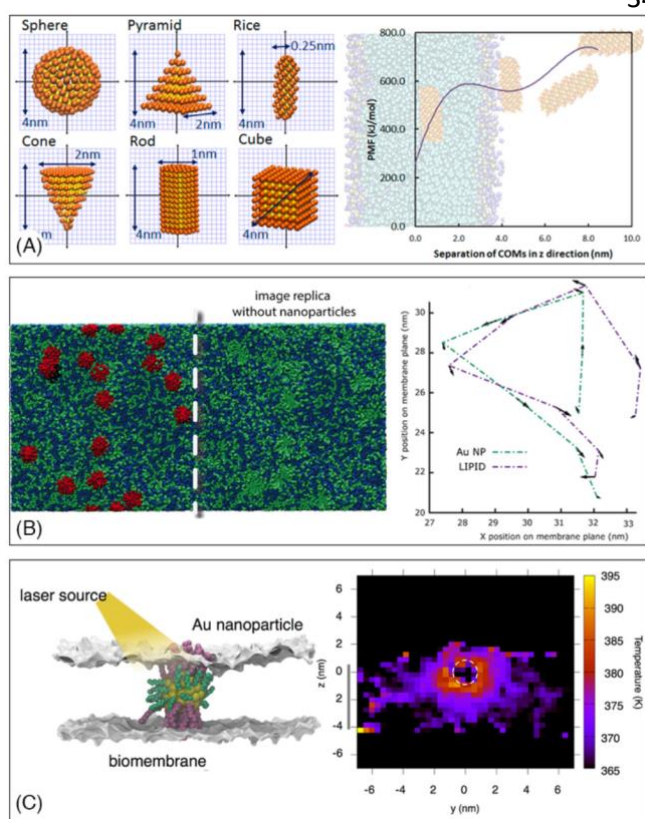 Sphere
Pyramid
Rice
0.25nm
4nm
4nm
2nm
4nm
Cone
Rod
Cube
2nm
1nm
4nm
4nm
(A)
PMF (kJ/mol)
800.0
600.0
400.0
200.0
0.0
0.0 2.0 4.0 6.0 8.0 10.0
Separation of COMs in z direction (nm)
image replica
without nanoparticles
(B)
Y position on membrane plane (nm)
30
28
26
24
22
20
Au NP
LIPID
27 28 29 30 31 32 33
X position on membrane plane (nm)
laser source
Au nanoparticle
biomembrane
(C)
z (nm)
6
4
2
0
-2
-4
-6
-6 -4 -2 0 2 4 6
y (nm)
395
390
385
380
375
370
365
Temperature (K)